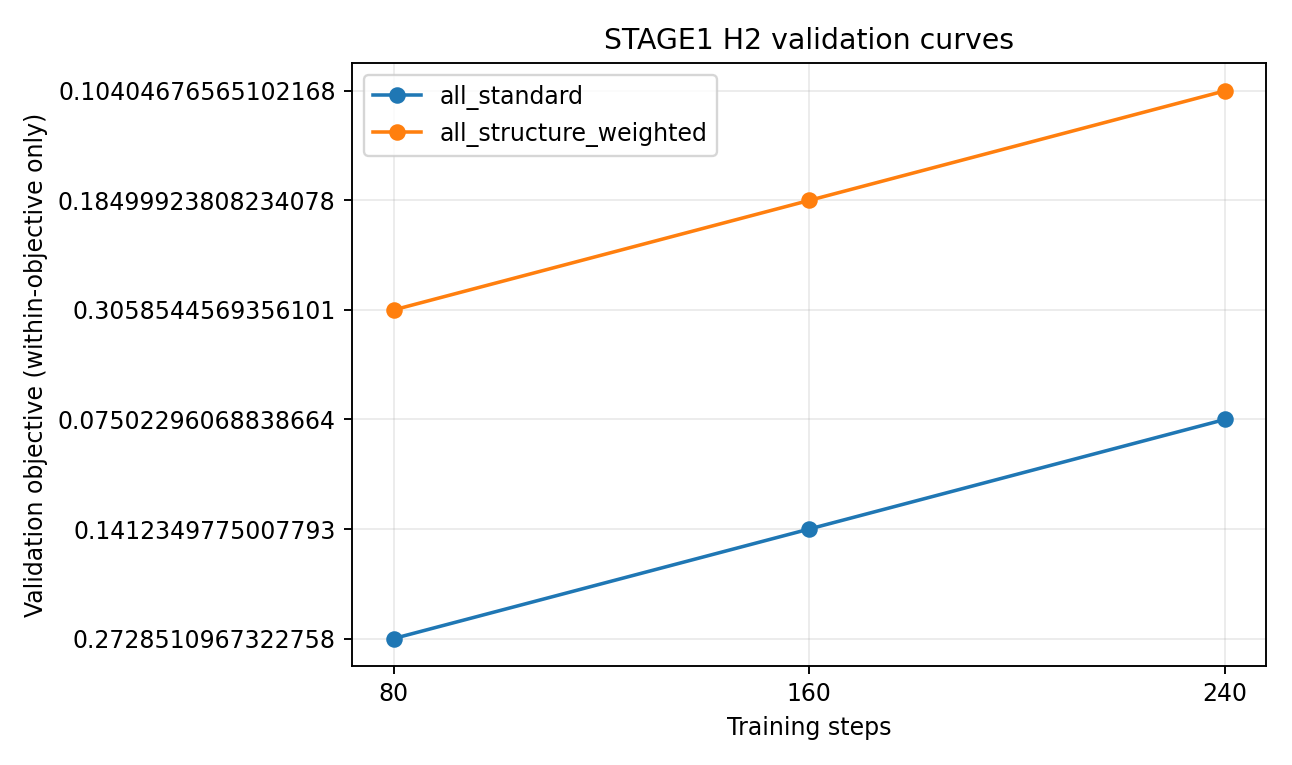 STAGE1 H2 validation curves
all_standard
all_structure_weighted
Validation objective (within-objective only)
0.10404676565102168
0.18499923808234078
0.3058544569356101
0.07502296068838664
0.1412349775007793
0.2728510967322758
80 160 240
Training steps